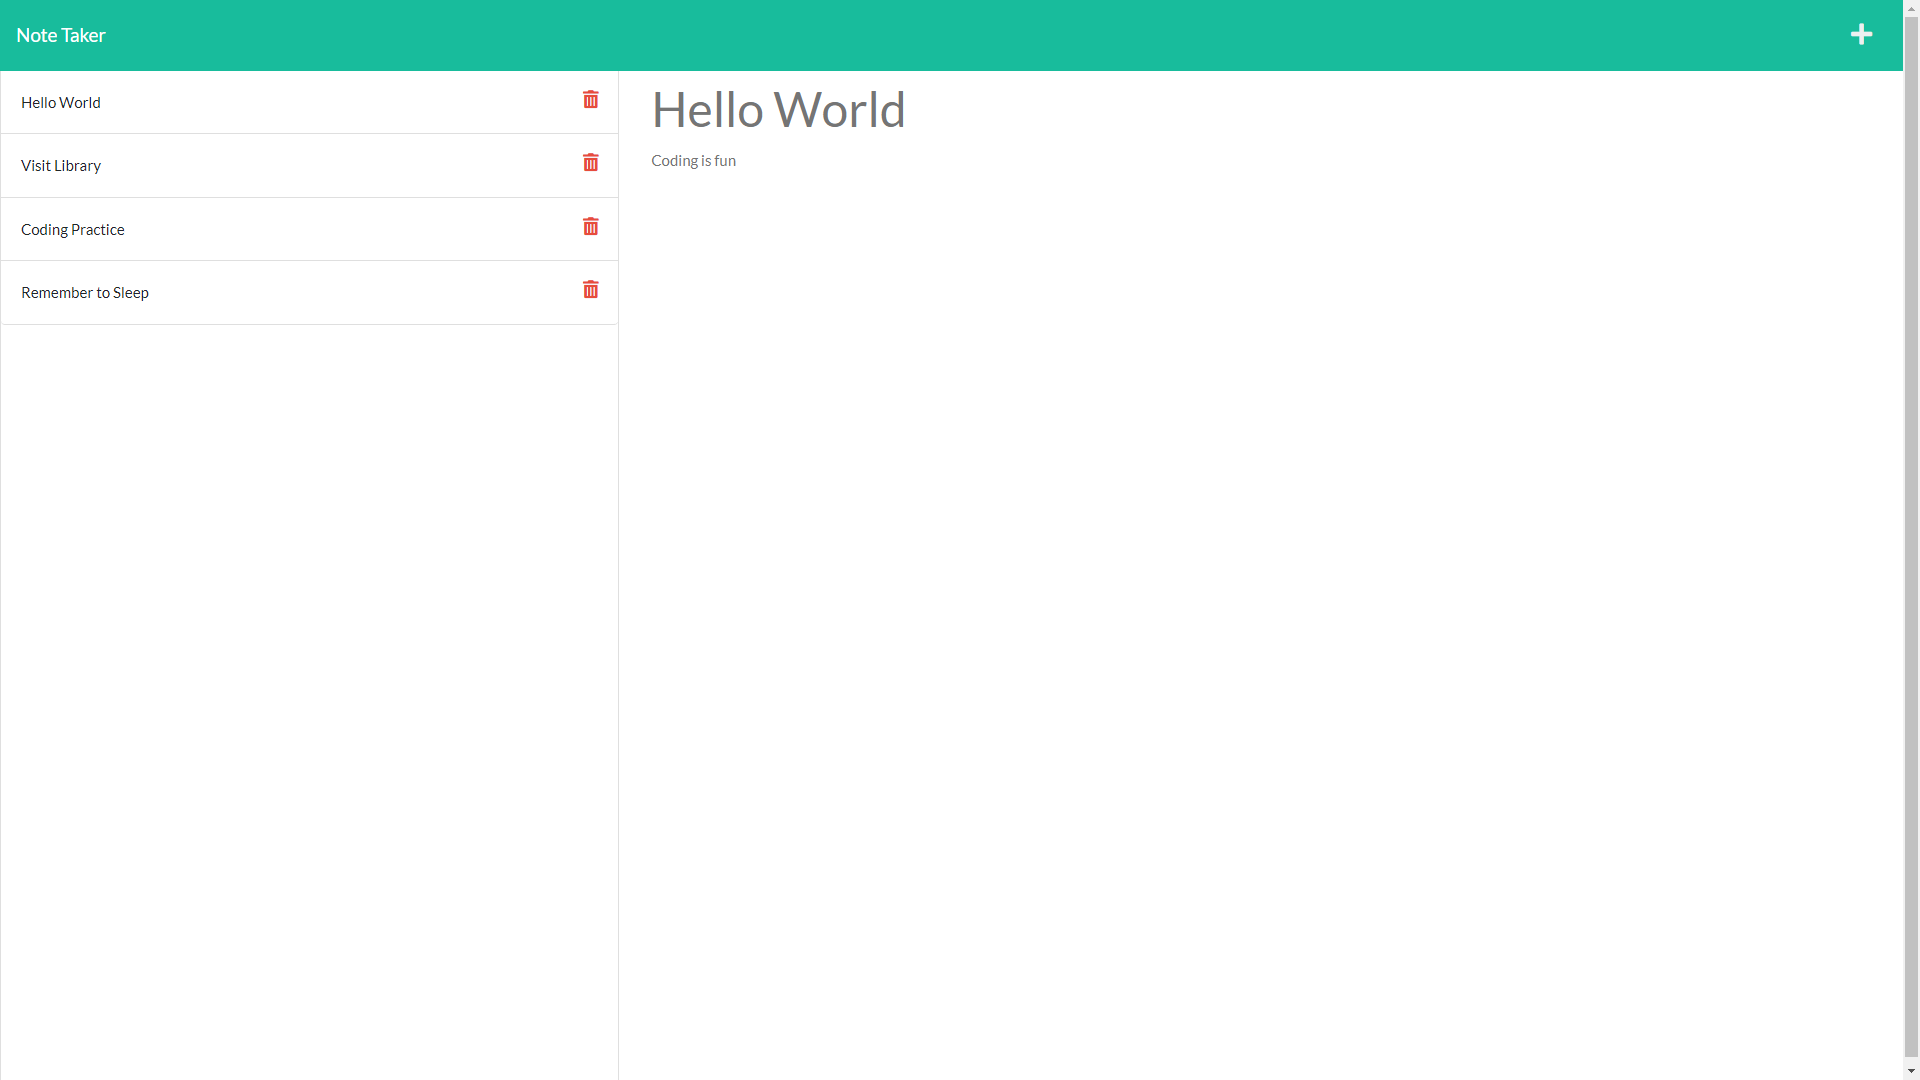 Note Taker
Hello World
Visit Library
Coding Practice
Remember to Sleep
Hello World
Coding is fun